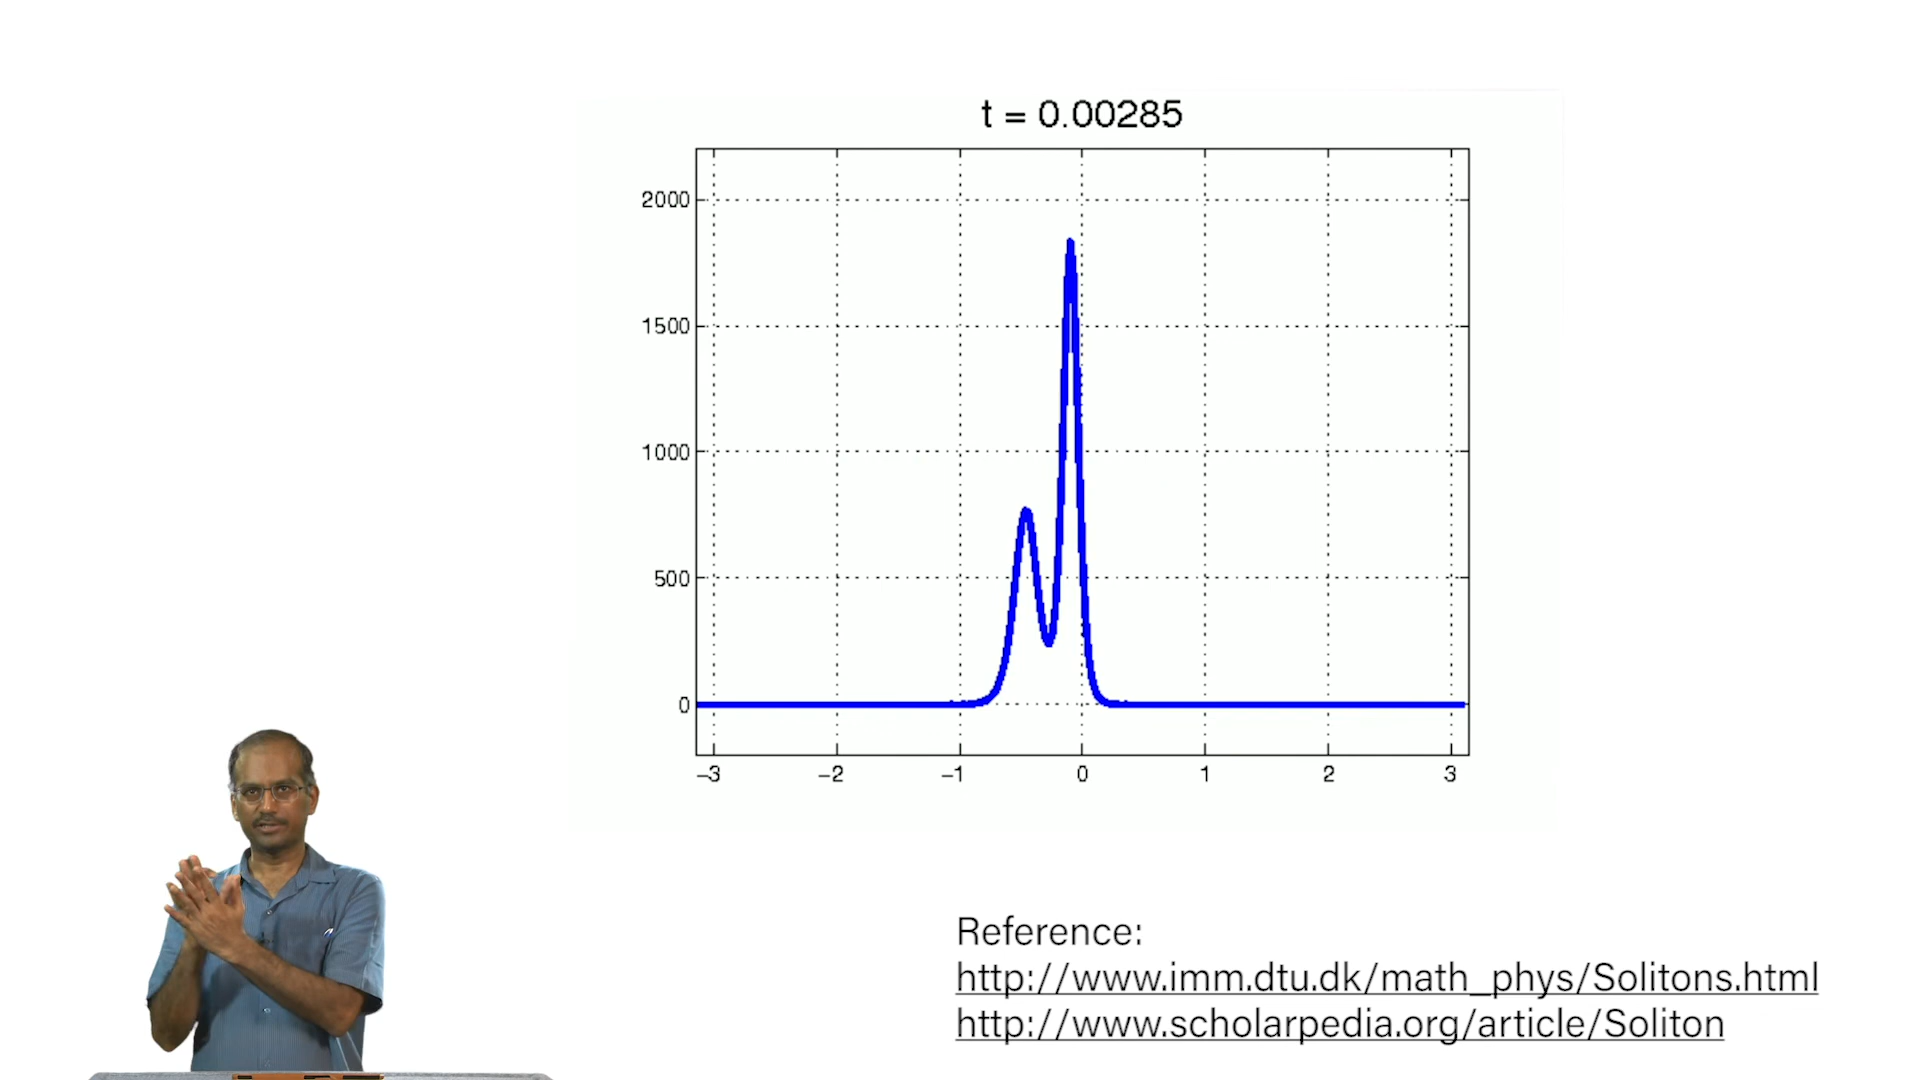 t = 0.00285
2000
1500
1000
500
0
−3 −2 −1 0 1 2 3
Reference:
http://www.imm.dtu.dk/math_phys/Solitons.html
http://www.scholarpedia.org/article/Soliton